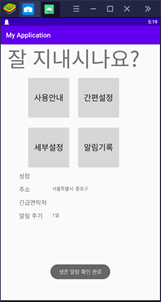 5:19
My Application
잘 지내시나요?
사용안내 간편설정
세부설정 알림기록
성함
주소 서울특별시 종로구
긴급연락처
알림 주기 1일
생존 알림 확인 완료